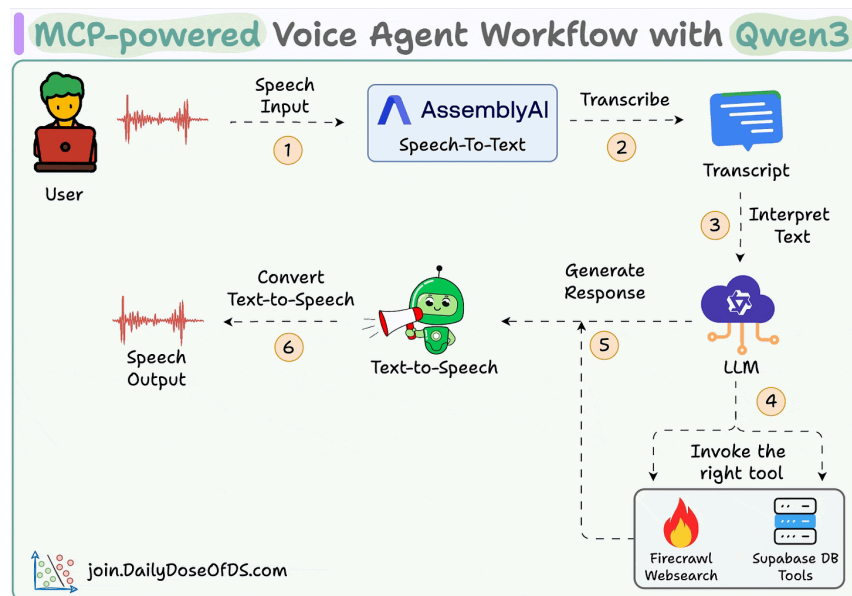 MCP-powered Voice Agent Workflow with Qwen3
Speech
Input
1
AssemblyAI
Speech-To-Text
Transcribe
2
Transcript
User
3
Interpret
Text
Generate
Response
5
Convert
Text-to-Speech
6
Speech
Output
Text-to-Speech
LLM
4
Invoke the
right tool
Firecrawl
Websearch
Supabase DB
Tools
join.DailyDoseOfDS.com